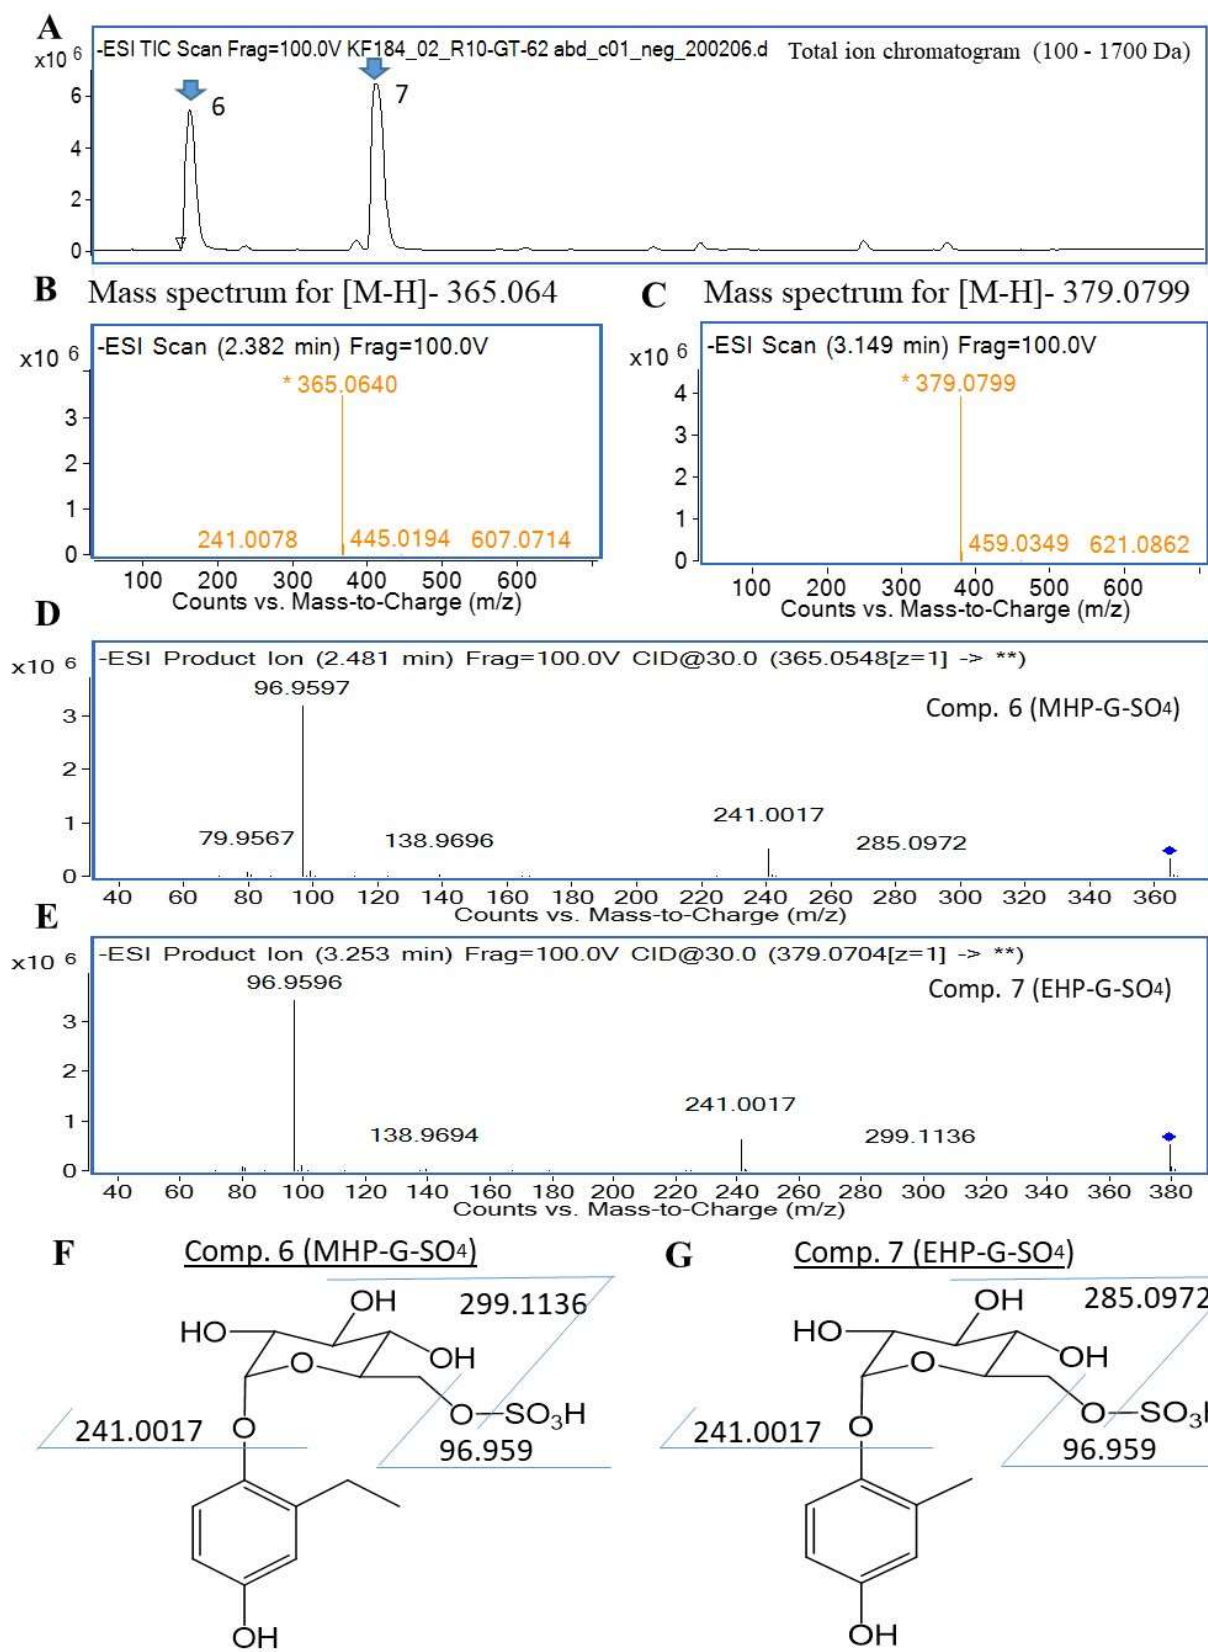 A
-ESI TIC Scan Frag=100.0V KF184_02_R10-GT-62 abd_c01_neg_200206.d Total ion chromatogram (100 - 1700 Da)
x10 6
6
7
6
4
2
0
B Mass spectrum for [M-H]- 365.064
x10 6
-ESI Scan (2.382 min) Frag=100.0V
* 365.0640
3
2
1
0
241.0078 445.0194 607.0714
100 200 300 400 500 600
Counts vs. Mass-to-Charge (m/z)
C Mass spectrum for [M-H]- 379.0799
x10 6
-ESI Scan (3.149 min) Frag=100.0V
* 379.0799
4
3
2
1
0
459.0349 621.0862
100 200 300 400 500 600
Counts vs. Mass-to-Charge (m/z)
D
x10 6
-ESI Product Ion (2.481 min) Frag=100.0V CID@30.0 (365.0548[z=1] -> **)
96.9597
Comp. 6 (MHP-G-SO4)
3
2
1
0
79.9567 138.9696 241.0017 285.0972
40 60 80 100 120 140 160 180 200 220 240 260 280 300 320 340 360
Counts vs. Mass-to-Charge (m/z)
E
x10 6
-ESI Product Ion (3.253 min) Frag=100.0V CID@30.0 (379.0704[z=1] -> **)
96.9596
Comp. 7 (EHP-G-SO4)
3
2
1
0
138.9694 241.0017 299.1136
40 60 80 100 120 140 160 180 200 220 240 260 280 300 320 340 360 380
Counts vs. Mass-to-Charge (m/z)
F Comp. 6 (MHP-G-SO4)
OH 299.1136
HO
O OH
O SO3H
241.0017 O 96.959
OH
G Comp. 7 (EHP-G-SO4)
OH 285.0972
HO
O OH
O SO3H
241.0017 O 96.959
OH